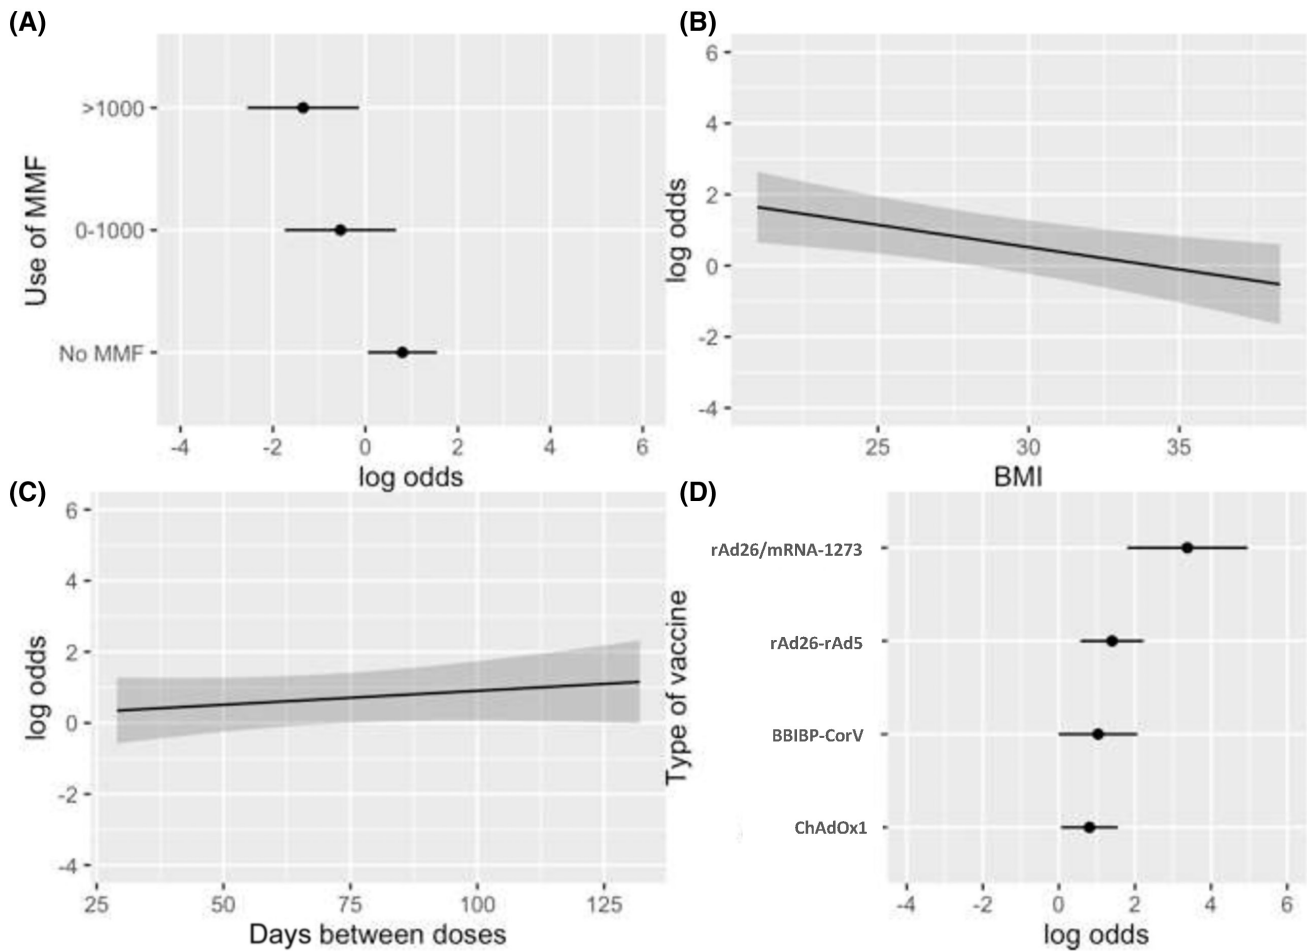 (A)
Use of MMF
>1000
0-1000
No MMF
-4 -2 0 2 4 6
log odds
(B)
log odds
6
4
2
0
-2
-4
25 30 35
BMI
(C)
log odds
6
4
2
0
-2
-4
25 50 75 100 125
Days between doses
(D)
Type of vaccine
rAd26/mRNA-1273
rAd26-rAd5
BBIBP-CorV
ChAdOx1
-4 -2 0 2 4 6
log odds